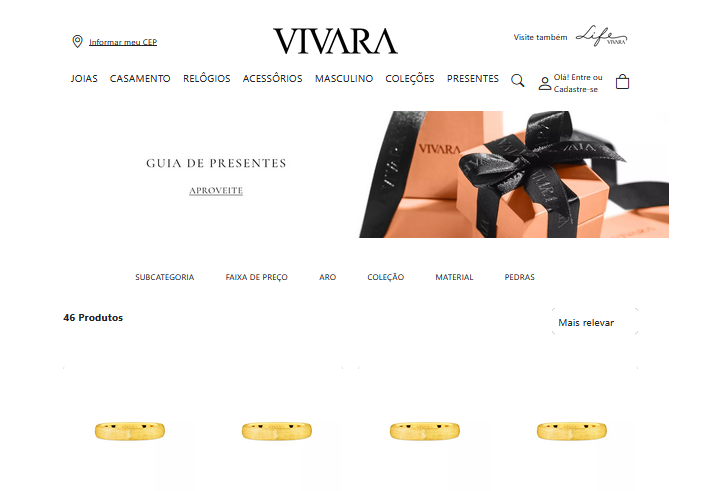 Informar meu CEP
VIVARA
Visite também
Life
VIVARA
JOIAS CASAMENTO RELÓGIOS ACESSÓRIOS MASCULINO COLEÇÕES PRESENTES
Olá! Entre ou
Cadastre-se
GUIA DE PRESENTES
APROVEITE
VIVARA
VIVARA
SUBCATEGORIA FAIXA DE PREÇO ARO COLEÇÃO MATERIAL PEDRAS
46 Produtos
Mais relevar